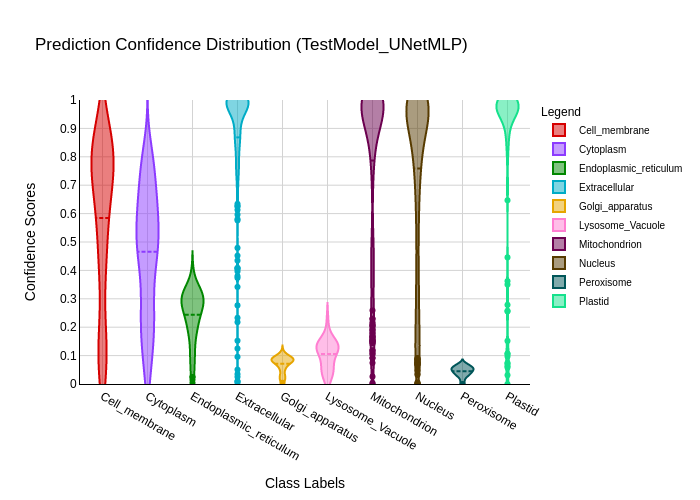 Prediction Confidence Distribution (TestModel_UNetMLP)
Legend
Cell_membrane
Cytoplasm
Endoplasmic_reticulum
Extracellular
Golgi_apparatus
Lysosome_Vacuole
Mitochondrion
Nucleus
Peroxisome
Plastid
Confidence Scores
1
0.9
0.8
0.7
0.6
0.5
0.4
0.3
0.2
0.1
0
Cell_membrane
Cytoplasm
Endoplasmic_reticulum
Extracellular
Golgi_apparatus
Lysosome_Vacuole
Mitochondrion
Nucleus
Peroxisome
Plastid
Class Labels